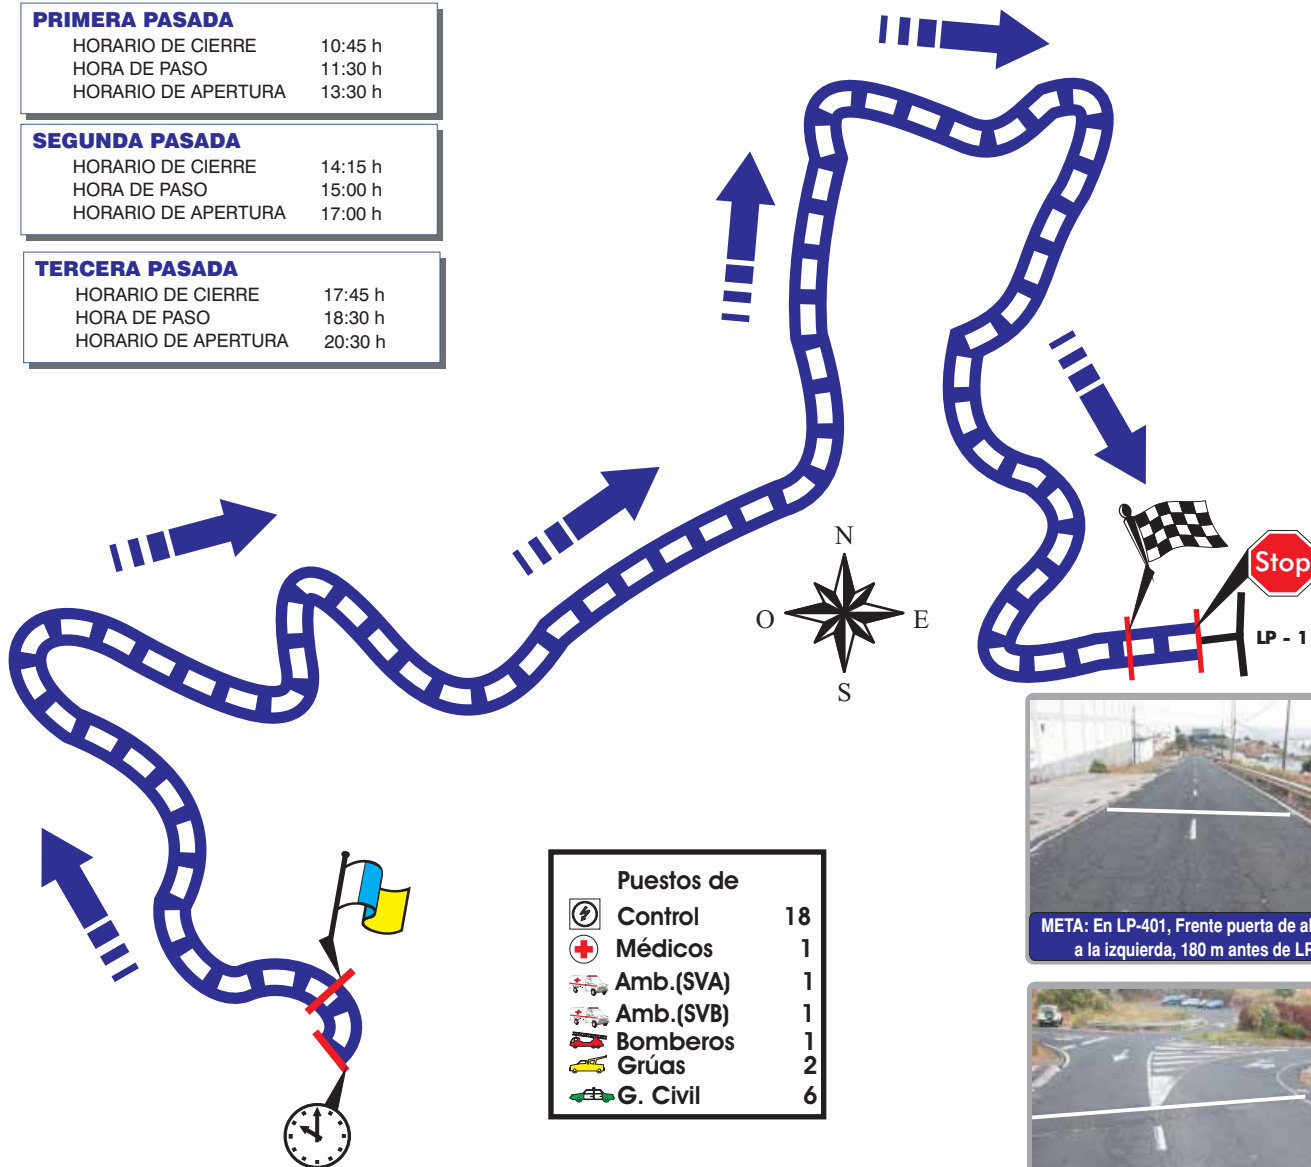 PRIMERA PASADA
HORARIO DE CIERRE 10:45 h
HORA DE PASO 11:30 h
HORARIO DE APERTURA 13:30 h
SEGUNDA PASADA
HORARIO DE CIERRE 14:15 h
HORA DE PASO 15:00 h
HORARIO DE APERTURA 17:00 h
TERCERA PASADA
HORARIO DE CIERRE 17:45 h
HORA DE PASO 18:30 h
HORARIO DE APERTURA 20:30 h
N
O E
S
Stop
LP - 1
META: En LP-401, Frente puerta de
a la izquierda, 180 m antes de
Puestos de
Control 18
Médicos 1
Amb.(SVA) 1
Amb.(SVB) 1
Bomberos 1
Grúas 2
G. Civil 6